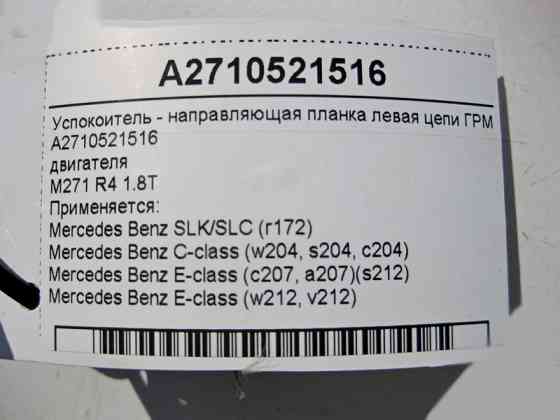 A2710521516
Успокоитель - направляющая планка левая цепи ГРМ
A2710521516
двигателя
M271 R4 1.8T
Применяется:
Mercedes Benz SLK/SLC (r172)
Mercedes Benz C-class (w204, s204, c204)
Mercedes Benz E-class (c207, a207)(s212)
Mercedes Benz E-class (w212, v212)